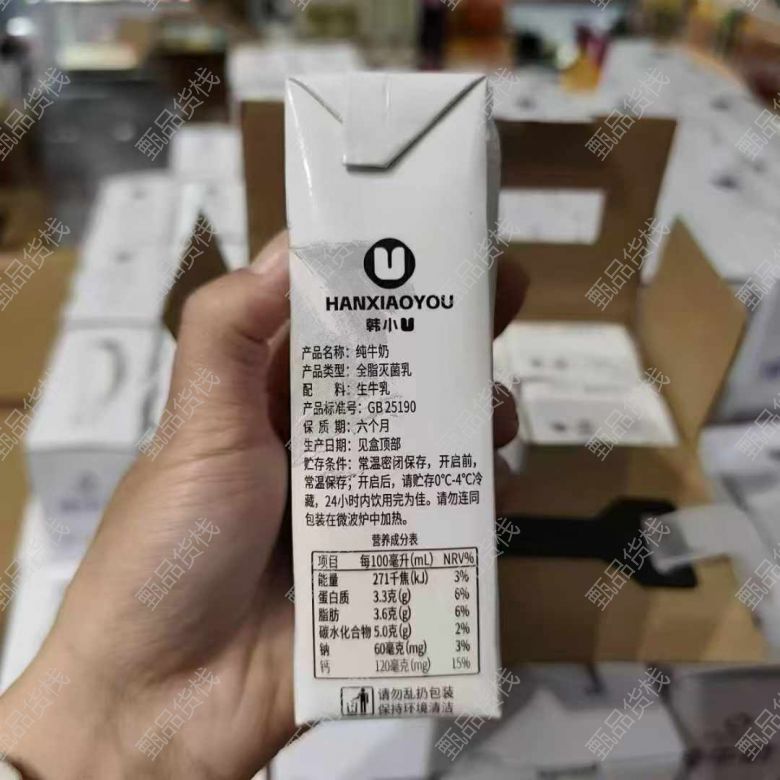 U
HANXIAOYOU
韩小U
产品名称：纯牛奶
产品类型：全脂灭菌乳
配 料：生牛乳
产品标准号：GB 25190
保 质 期：六个月
生产日期：见盒顶部
贮存条件：常温密闭保存，开启前，
常温保存；开启后，请贮存0℃-4℃冷
藏，24小时内饮用完为佳。请勿连同
包装在微波炉中加热。
营养成分表
项目 每100毫升(mL) NRV%
能量 271千焦(kJ) 3%
蛋白质 3.3克(g) 6%
脂肪 3.6克(g) 6%
碳水化合物 5.0克(g) 2%
钠 60毫克(mg) 3%
钙 120毫克(mg) 15%
请勿乱扔包装
保持环境清洁
甄品货栈